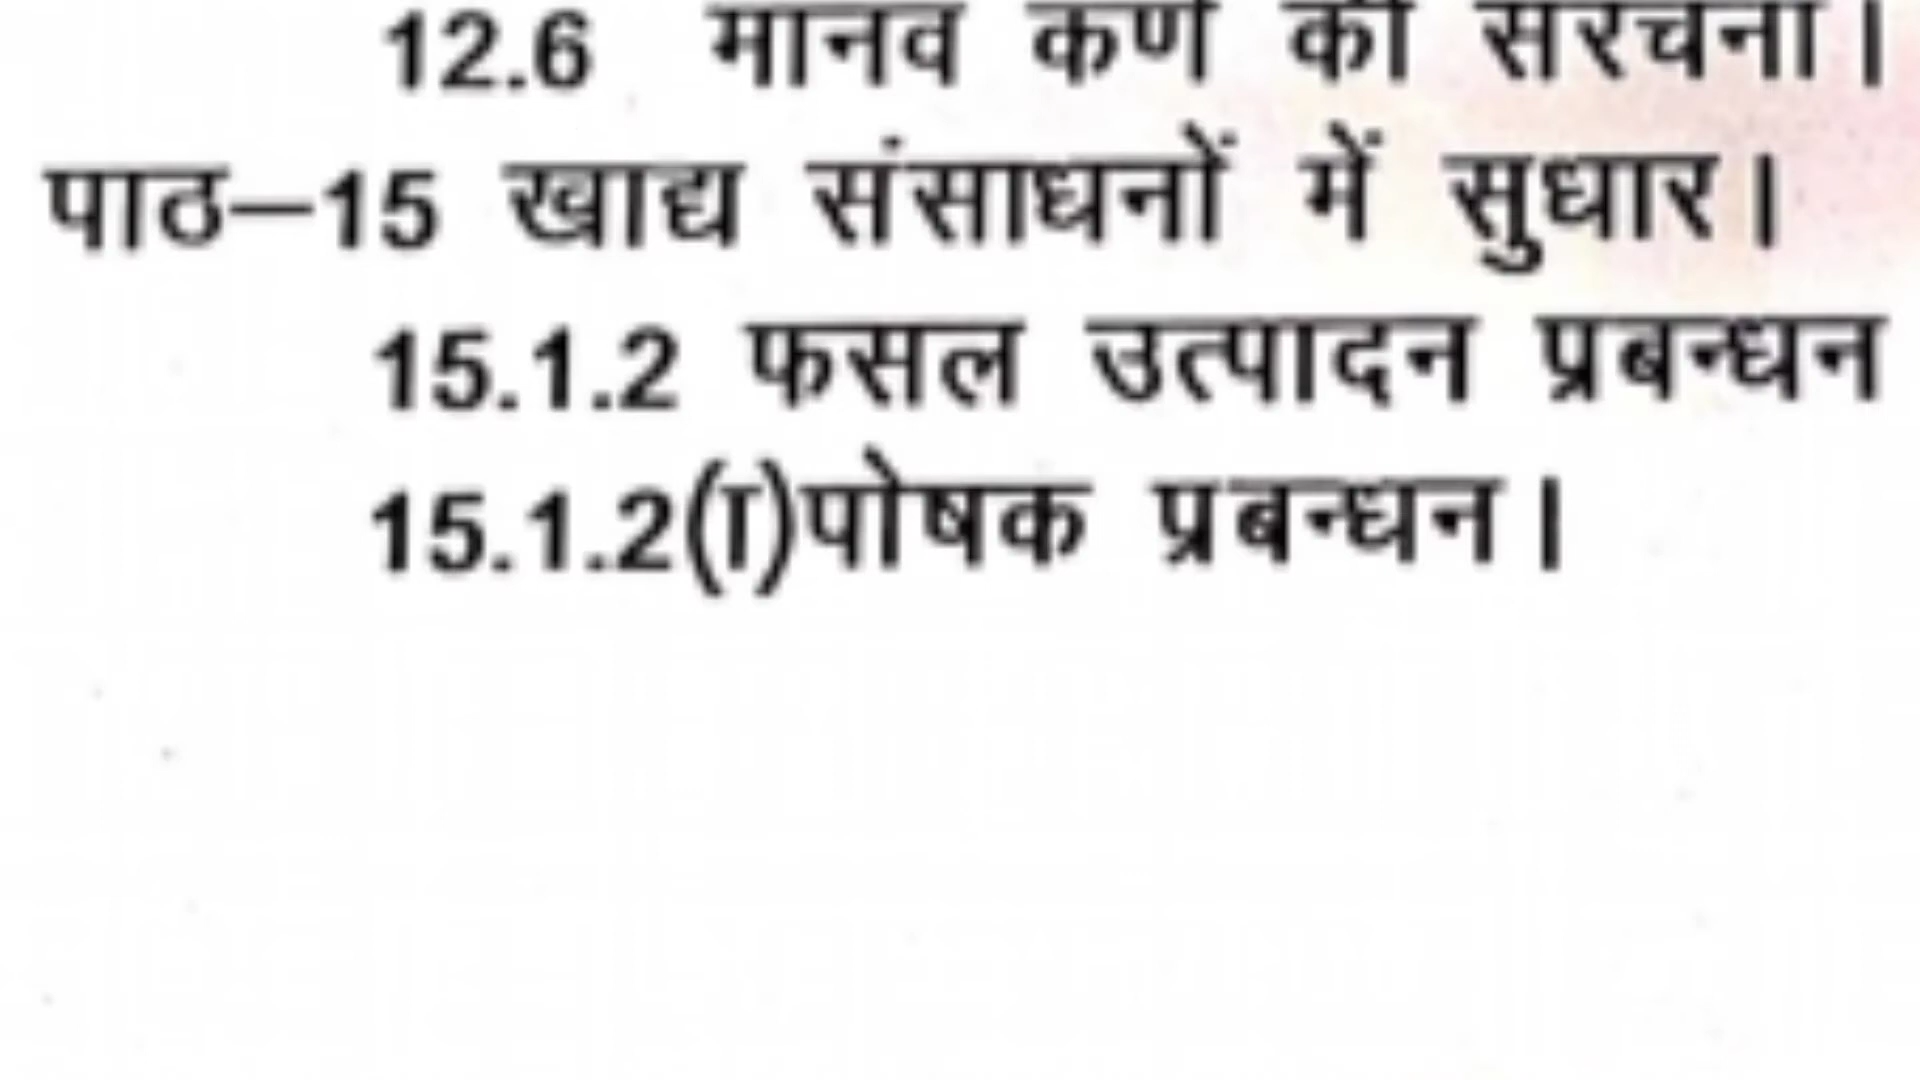 12.6 मानव कर्ण की संरचना।
पाठ–15 खाद्य संसाधनों में सुधार।
15.1.2 फसल उत्पादन प्रबन्धन
15.1.2(I)पोषक प्रबन्धन।